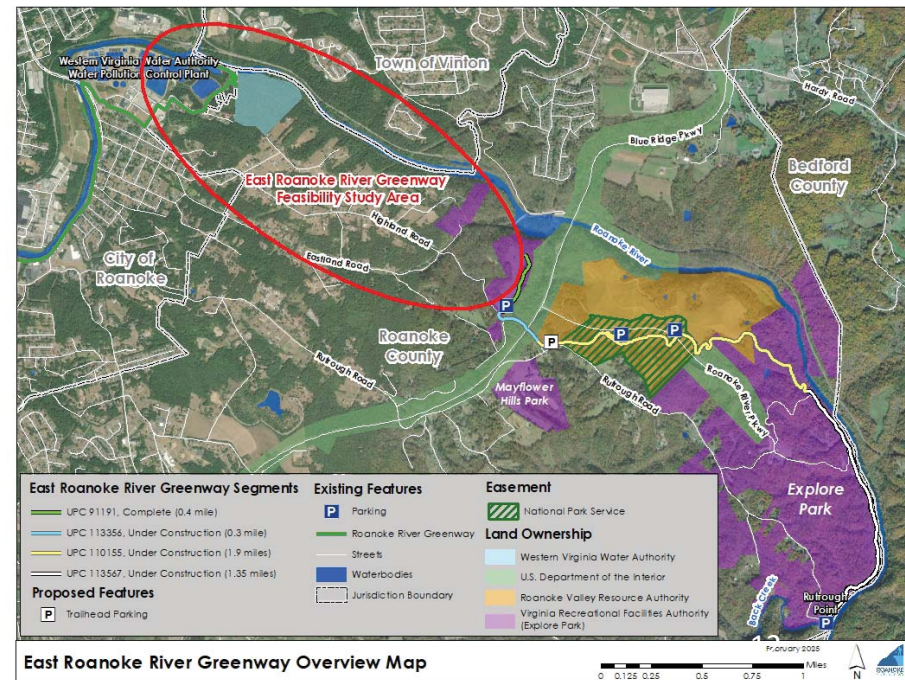 Western Virginia Water Authority
Water Pollution Control Plant
Town of Vinton
Hardy Road
Blue Ridge Pkwy
Bedford
County
East Roanoke River Greenway
Feasibility Study Area
Highland Road
Roanoke River
City of
Roanoke
Eastland Road
Roanoke
County
Rutrough Road
Mayflower
Hills Park
Rutrough Road
Roanoke River Pkwy
Explore
Park
Back Creek
Rutrough
Point
P
P
P
P
P
East Roanoke River Greenway Segments
UPC 91191, Complete (0.4 mile)
UPC 113356, Under Construction (0.3 mile)
UPC 110155, Under Construction (1.9 miles)
UPC 113567, Under Construction (1.35 miles)
Proposed Features
P Trailhead Parking
Existing Features
P Parking
Roanoke River Greenway
Streets
Waterbodies
Jurisdiction Boundary
Easement
National Park Service
Land Ownership
Western Virginia Water Authority
U.S. Department of the Interior
Roanoke Valley Resource Authority
Virginia Recreational Facilities Authority
(Explore Park)
East Roanoke River Greenway Overview Map
February 2025
Miles
0 0.125 0.25 0.5 0.75 1
N
ROANOKE